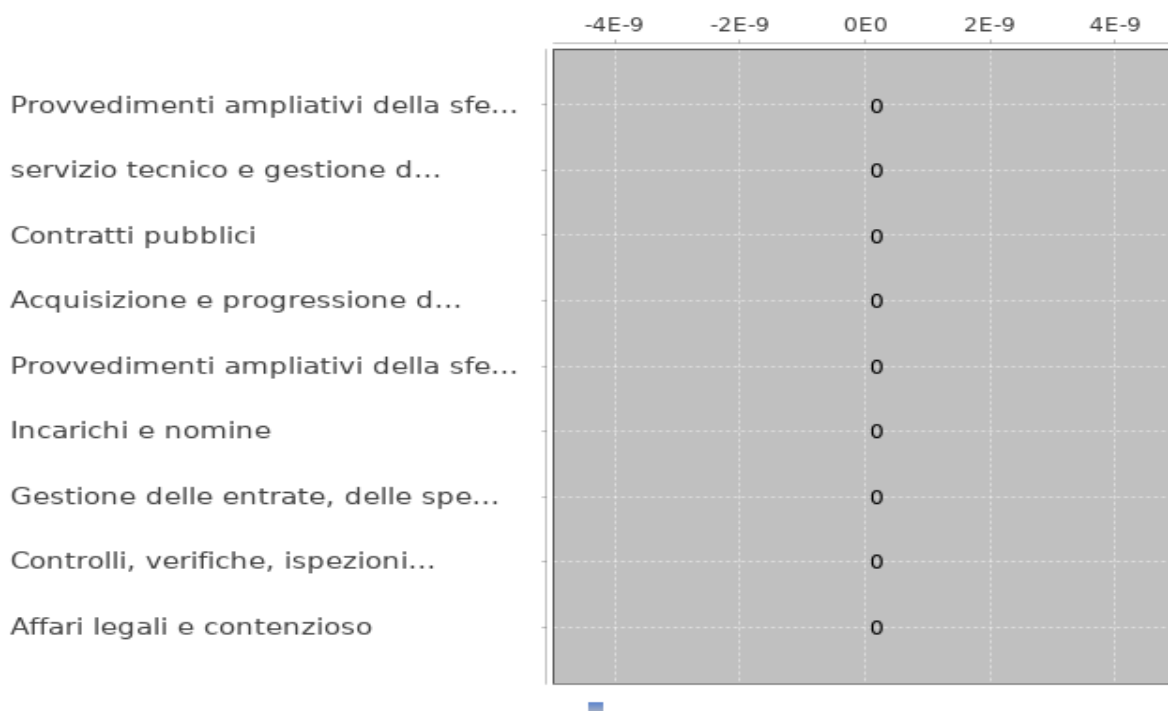 -4E-9 -2E-9 0E0 2E-9 4E-9
Provvedimenti ampliativi della sfe... 0
servizio tecnico e gestione d... 0
Contratti pubblici 0
Acquisizione e progressione d... 0
Provvedimenti ampliativi della sfe... 0
Incarichi e nomine 0
Gestione delle entrate, delle spe... 0
Controlli, verifiche, ispezioni... 0
Affari legali e contenzioso 0